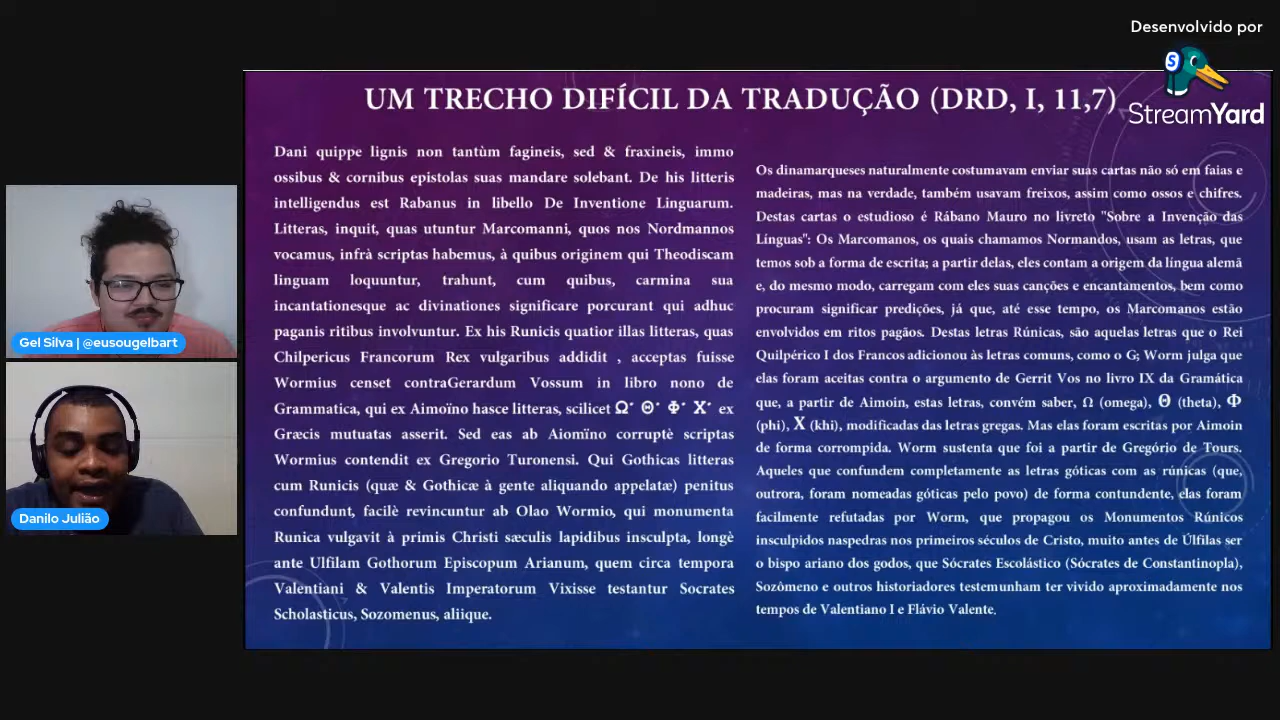 Desenvolvido por
StreamYard
UM TRECHO DIFÍCIL DA TRADUÇÃO (DRD, I, 11,7)
Dani quippe lignis non tantùm fagineis, sed & fraxineis, immo
ossibus & cornibus epistolas suas mandare solebant. De his litteris
intelligendus est Rabanus in libello De Inventione Linguarum.
Litteras, inquit, quas utuntur Marcomanni, quos nos Nordmannos
vocamus, infrà scriptas habemus, à quibus originem qui Theodiscam
linguam loquuntur, trahunt, cum quibus, carmina sua
incantationesque ac divinationes significare porcurant qui adhuc
paganis ritibus involvuntur. Ex his Runicis quatior illas litteras, quas
Chilpericus Francorum Rex vulgaribus addidit , acceptas fuisse
Wormius censet contraGerardum Vossum in libro nono de
Grammatica, qui ex Aimoïno hasce litteras, scilicet Ω· Θ· Φ· X· ex
Græcis mutuatas asserit. Sed eas ab Aiomïno corruptè scriptas
Wormius contendit ex Gregorio Turonensi. Qui Gothicas litteras
cum Runicis (quæ & Gothicæ à gente aliquando appelatæ) penitus
confundunt, facilè revincuntur ab Olao Wormio, qui monumenta
Runica vulgavit à primis Christi sæculis lapidibus insculpta, longè
ante Ulfilam Gothorum Episcopum Arianum, quem circa tempora
Valentiani & Valentis Imperatorum Vixisse testantur Socrates
Scholasticus, Sozomenus, aliique.
Os dinamarqueses naturalmente costumavam enviar suas cartas não só em faias e
madeiras, mas na verdade, também usavam freixos, assim como ossos e chifres.
Destas cartas o estudioso é Rábano Mauro no livreto "Sobre a Invenção das
Línguas": Os Marcomanos, os quais chamamos Normandos, usam as letras, que
temos sob a forma de escrita; a partir delas, eles contam a origem da língua alemã
e, do mesmo modo, carregam com eles suas canções e encantamentos, bem como
procuram significar predições, já que, até esse tempo, os Marcomanos estão
envolvidos em ritos pagãos. Destas letras Rúnicas, são aquelas letras que o Rei
Quilpérico I dos Francos adicionou às letras comuns, como o G; Worm julga que
elas foram aceitas contra o argumento de Gerrit Vos no livro IX da Gramática
que, a partir de Aimoin, estas letras, convém saber, Ω (omega), Θ (theta), Φ
(phi), X (khi), modificadas das letras gregas. Mas elas foram escritas por Aimoin
de forma corrompida. Worm sustenta que foi a partir de Gregório de Tours.
Aqueles que confundem completamente as letras góticas com as rúnicas (que,
outrora, foram nomeadas góticas pelo povo) de forma contundente, elas foram
facilmente refutadas por Worm, que propagou os Monumentos Rúnicos
insculpidos naspedras nos primeiros séculos de Cristo, muito antes de Úlfilas ser
o bispo ariano dos godos, que Sócrates Escolástico (Sócrates de Constantinopla),
Sozômeno e outros historiadores testemunham ter vivido aproximadamente nos
tempos de Valentiano I e Flávio Valente.
Gel Silva | @eusougelbart
Danilo Julião